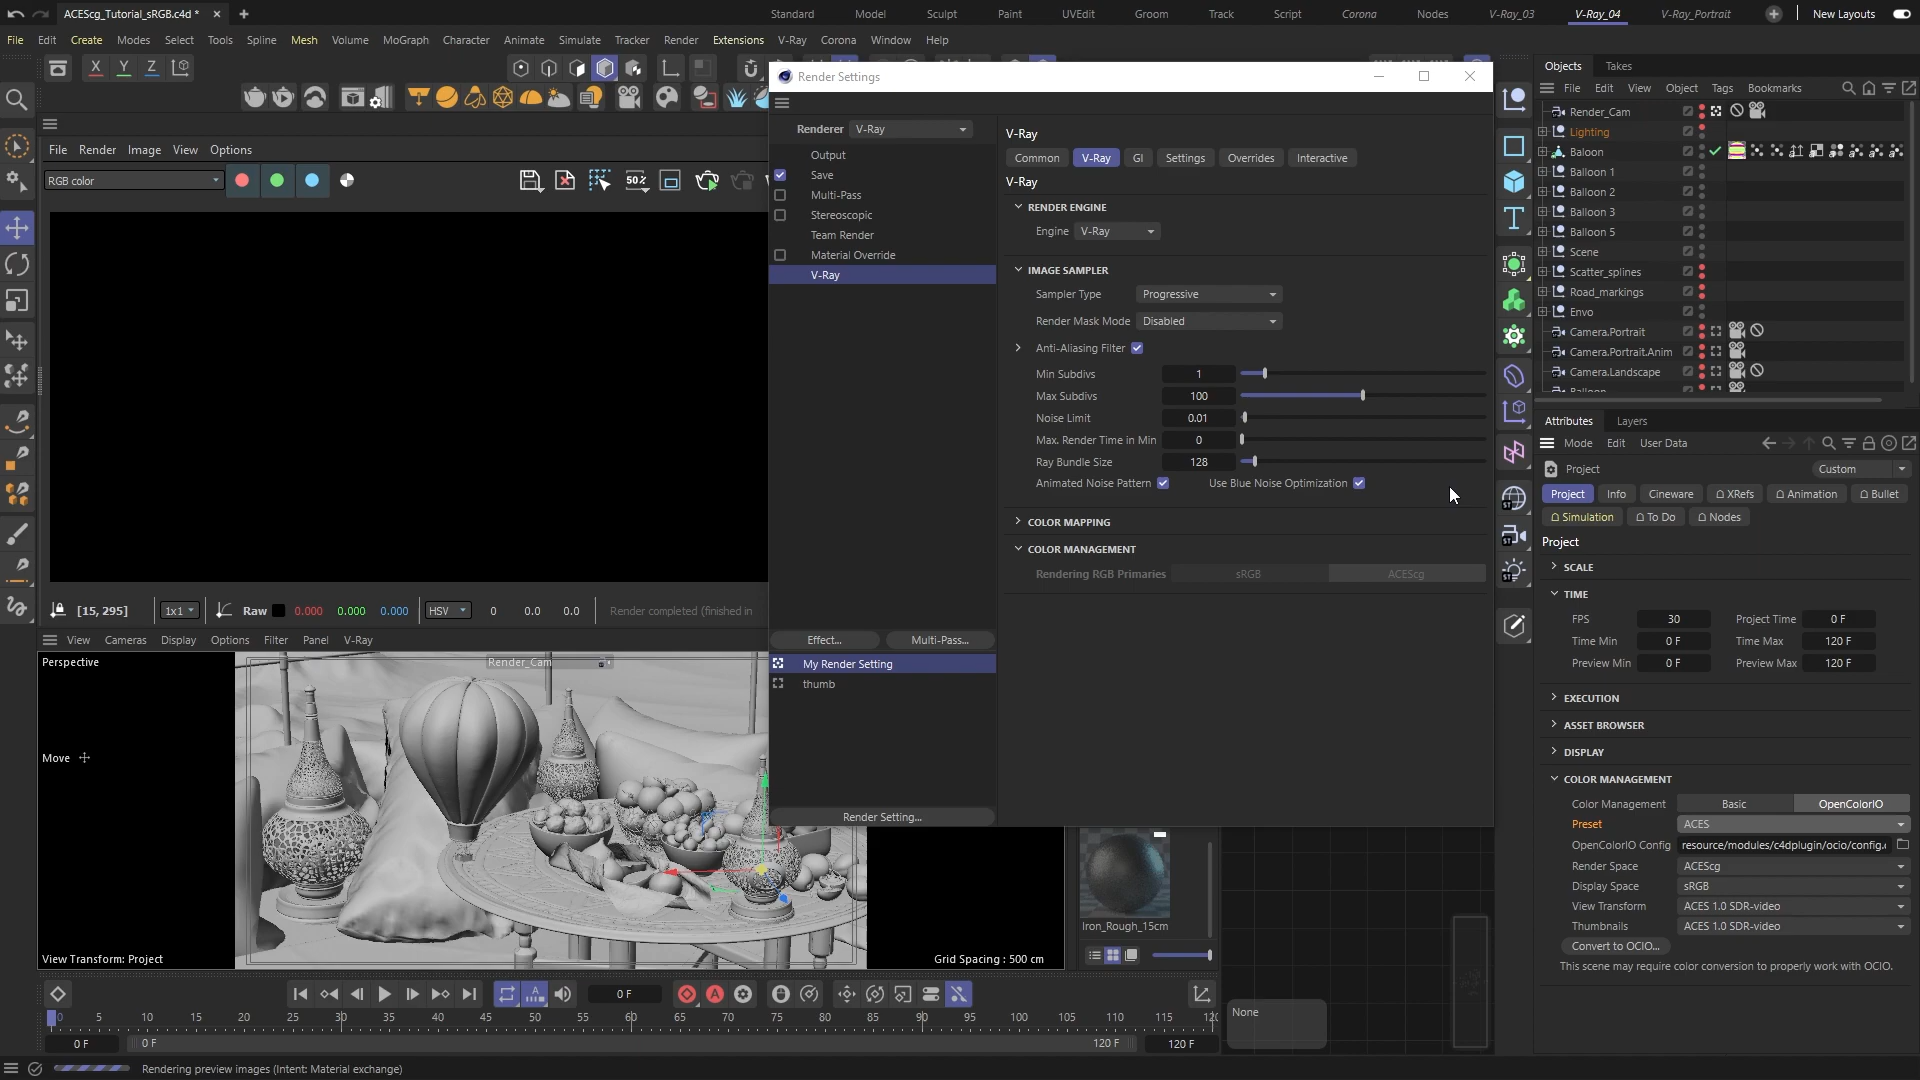 ACEScg_Tutorial_sRGB.c4d *
Standard Model Sculpt Paint UVEdit Groom Track Script Corona Nodes V-Ray_03 V-Ray_04 V-Ray_Portrait New Layouts
File Edit Create Modes Select Tools Spline Mesh Volume MoGraph Character Animate Simulate Tracker Render Extensions V-Ray Corona Window Help
X Y Z
File Render Image View Options
RGB color
50%
[15, 295] 1x1 Raw 0.000 0.000 0.000 HSV 0 0.0 0.0 Render completed (finished in
View Cameras Display Options Filter Panel V-Ray
Perspective
Render_Cam
Move
View Transform: Project
Grid Spacing : 500 cm
Render Settings
Renderer V-Ray
Output
Save
Multi-Pass
Stereoscopic
Team Render
Material Override
V-Ray
Effect... Multi-Pass...
My Render Setting
thumb
Render Setting...
V-Ray
Common V-Ray GI Settings Overrides Interactive
V-Ray
RENDER ENGINE
Engine V-Ray
IMAGE SAMPLER
Sampler Type Progressive
Render Mask Mode Disabled
Anti-Aliasing Filter
Min Subdivs 1
Max Subdivs 100
Noise Limit 0.01
Max. Render Time in Min 0
Ray Bundle Size 128
Animated Noise Pattern Use Blue Noise Optimization
COLOR MAPPING
COLOR MANAGEMENT
Rendering RGB Primaries sRGB ACEScg
Iron_Rough_15cm
None
Objects Takes
File Edit View Object Tags Bookmarks
Render_Cam
Lighting
Baloon
Balloon 1
Balloon 2
Balloon 3
Balloon 5
Scene
Scatter_splines
Road_markings
Envo
Camera.Portrait
Camera.Portrait.Anim
Camera.Landscape
Attributes Layers
Mode Edit User Data
Project Custom
Project Info Cineware XRefs Animation Bullet
Simulation To Do Nodes
Project
SCALE
TIME
FPS 30 Project Time 0 F
Time Min 0 F Time Max 120 F
Preview Min 0 F Preview Max 120 F
EXECUTION
ASSET BROWSER
DISPLAY
COLOR MANAGEMENT
Color Management Basic OpenColorIO
Preset ACES
OpenColorIO Config resource/modules/c4dplugin/ocio/config.
Render Space ACEScg
Display Space sRGB
View Transform ACES 1.0 SDR-video
Thumbnails ACES 1.0 SDR-video
Convert to OCIO...
This scene may require color conversion to properly work with OCIO.
0 F
0 5 10 15 20 25 30 35 40 45 50 55 60 65 70 75 80 85 90 95 100 105 110 115
0 F 0 F 120 F 120 F
Rendering preview images (Intent: Material exchange)